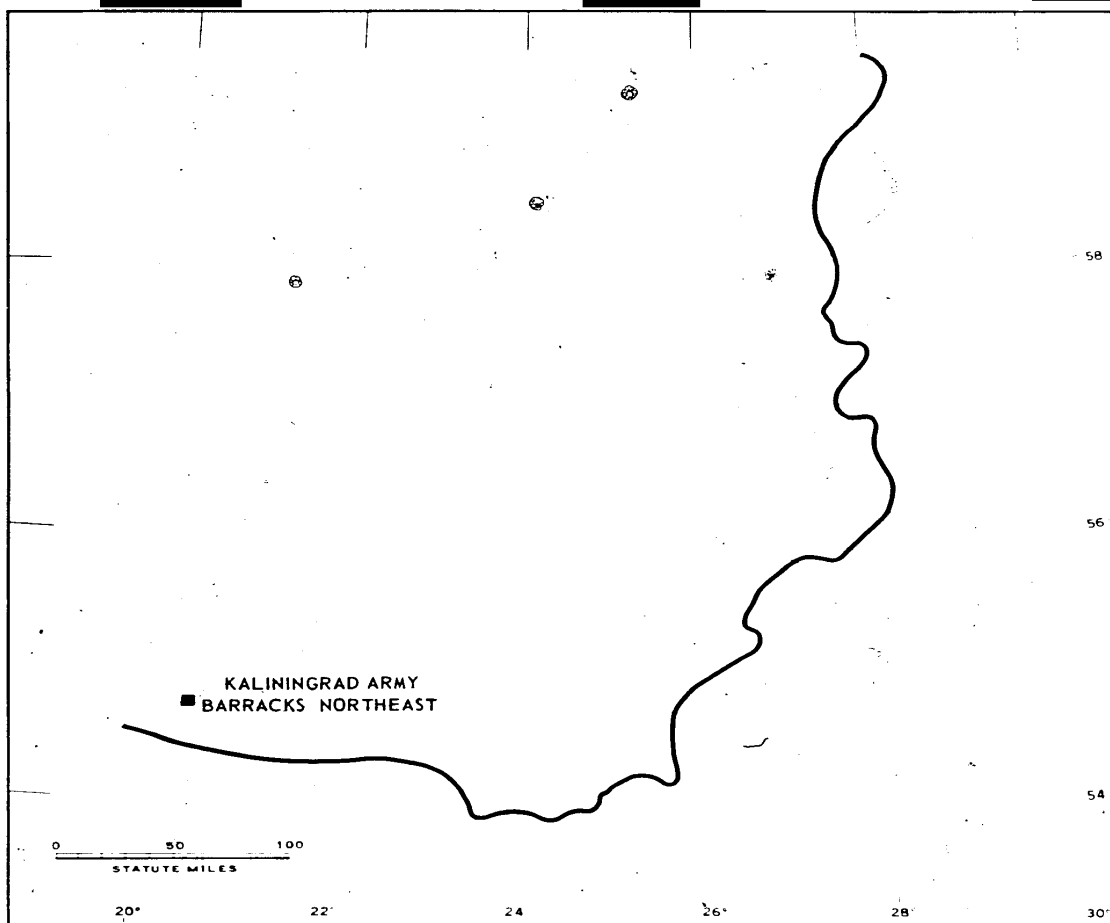 58
56
KALININGRAD ARMY
BARRACKS NORTHEAST
54
0 50 100
STATUTE MILES
20° 22° 24 26° 28° 30°